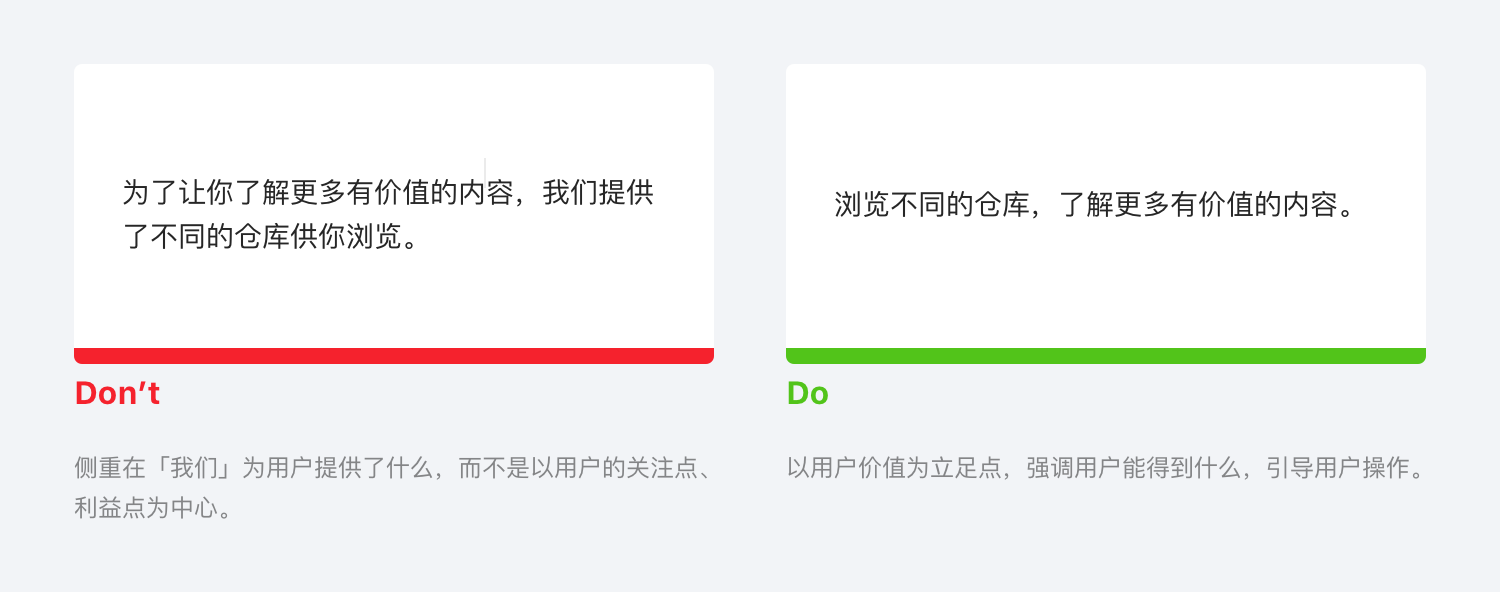 为了让你了解更多有价值的内容，我们提供
了不同的仓库供你浏览。
Don’t
侧重在「我们」为用户提供了什么，而不是以用户的关注点、
利益点为中心。
浏览不同的仓库，了解更多有价值的内容。
Do
以用户价值为立足点，强调用户能得到什么，引导用户操作。